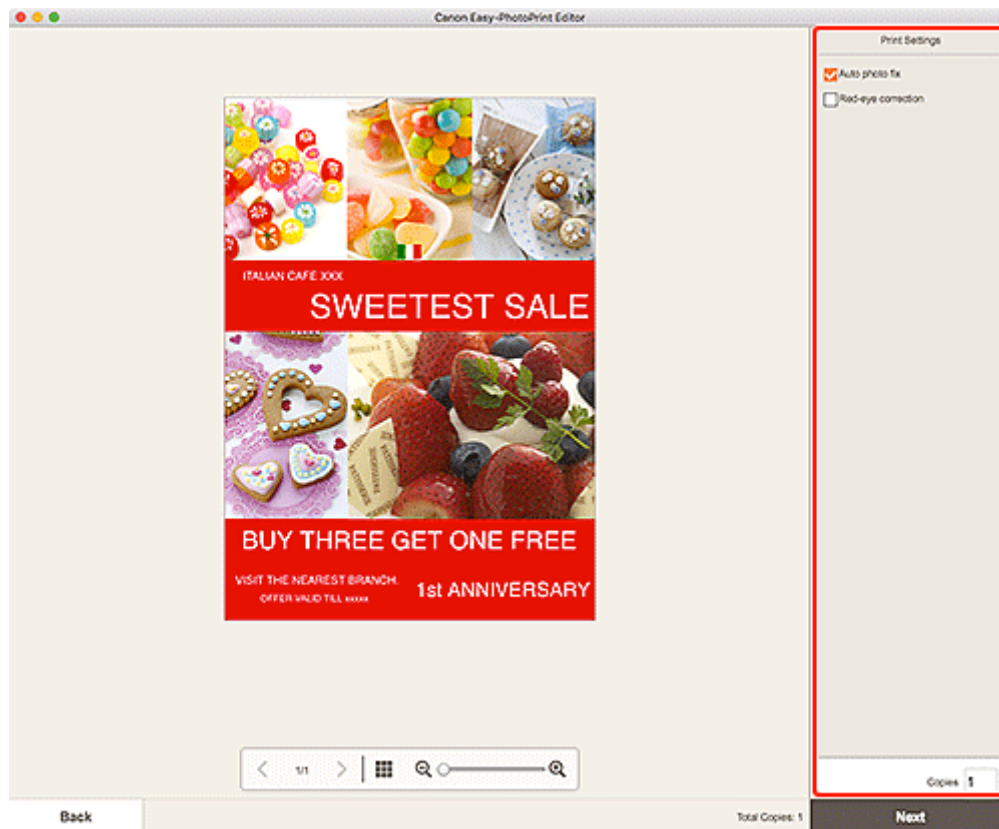 Canon Easy-PhotoPrint Editor
Print Settings
Auto photo fix
Red-eye correction
ITALIAN CAFE XXX
SWEETEST SALE
BUY THREE GET ONE FREE
VISIT THE NEAREST BRANCH.
OFFER VALID TILL xxxxx
1st ANNIVERSARY
1/1
Copies 1
Back
Total Copies: 1
Next